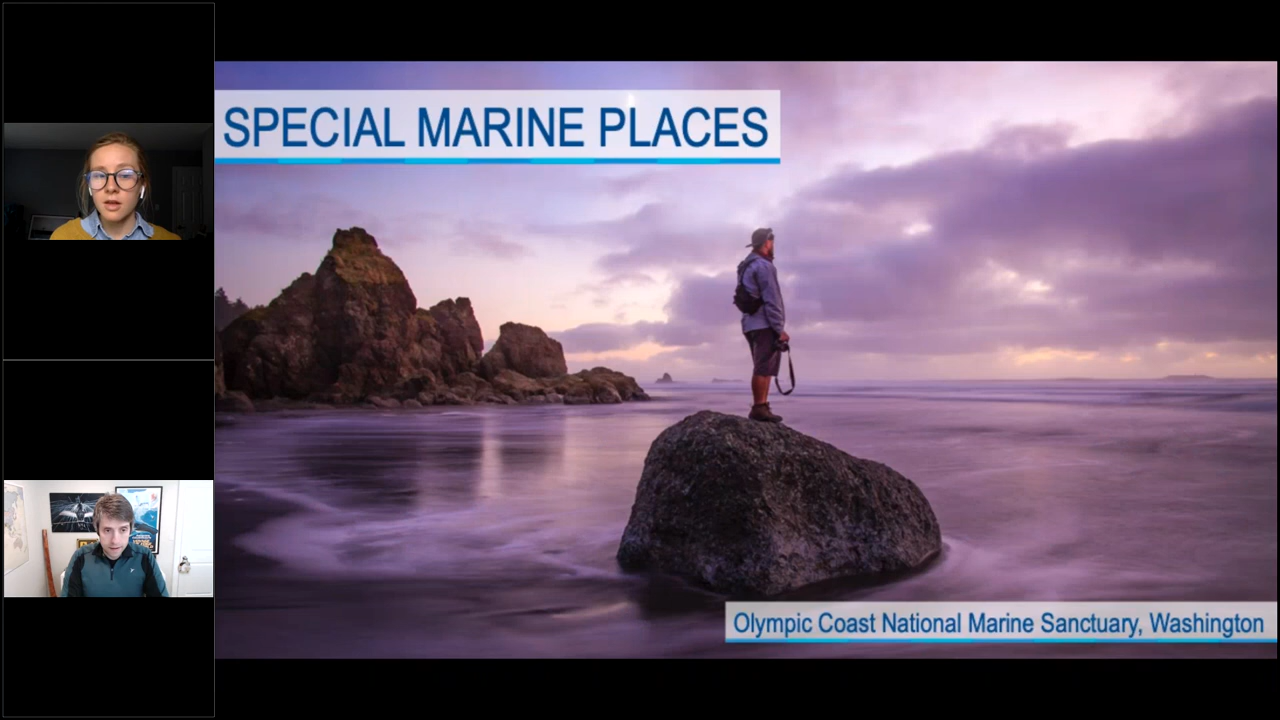 SPECIAL MARINE PLACES
Olympic Coast National Marine Sanctuary, Washington